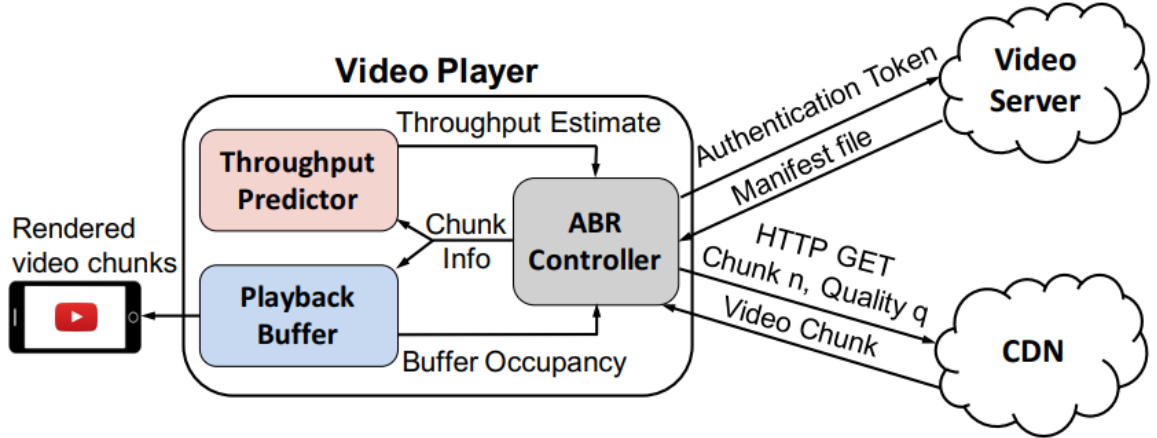 Video Player
Throughput Estimate
Throughput
Predictor
Chunk
Info
ABR
Controller
Playback
Buffer
Buffer Occupancy
Rendered
video chunks
Authentication Token
Manifest file
Video
Server
HTTP GET
Chunk n, Quality q
Video Chunk
CDN